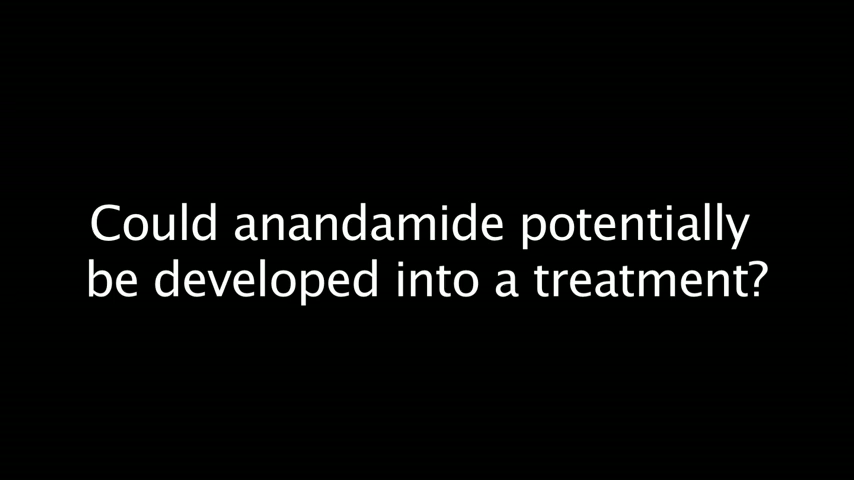 Could anandamide potentially
be developed into a treatment?